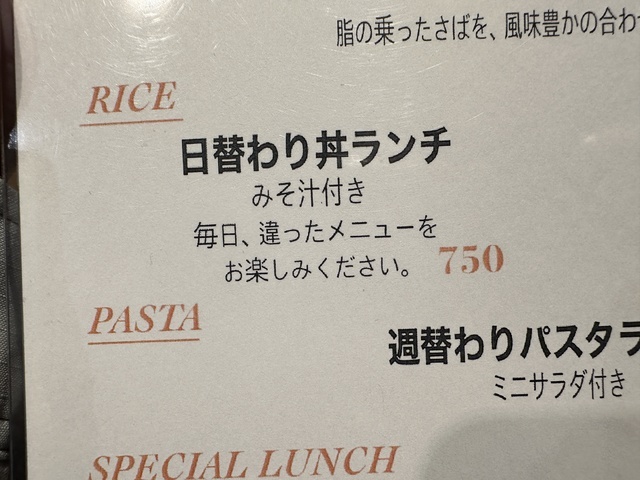 脂の乗ったさばを、風味豊かの合わ
RICE
日替わり丼ランチ
みそ汁付き
毎日、違ったメニューを
お楽しみください。 750
PASTA
週替わりパスタラ
ミニサラダ付き
SPECIAL LUNCH